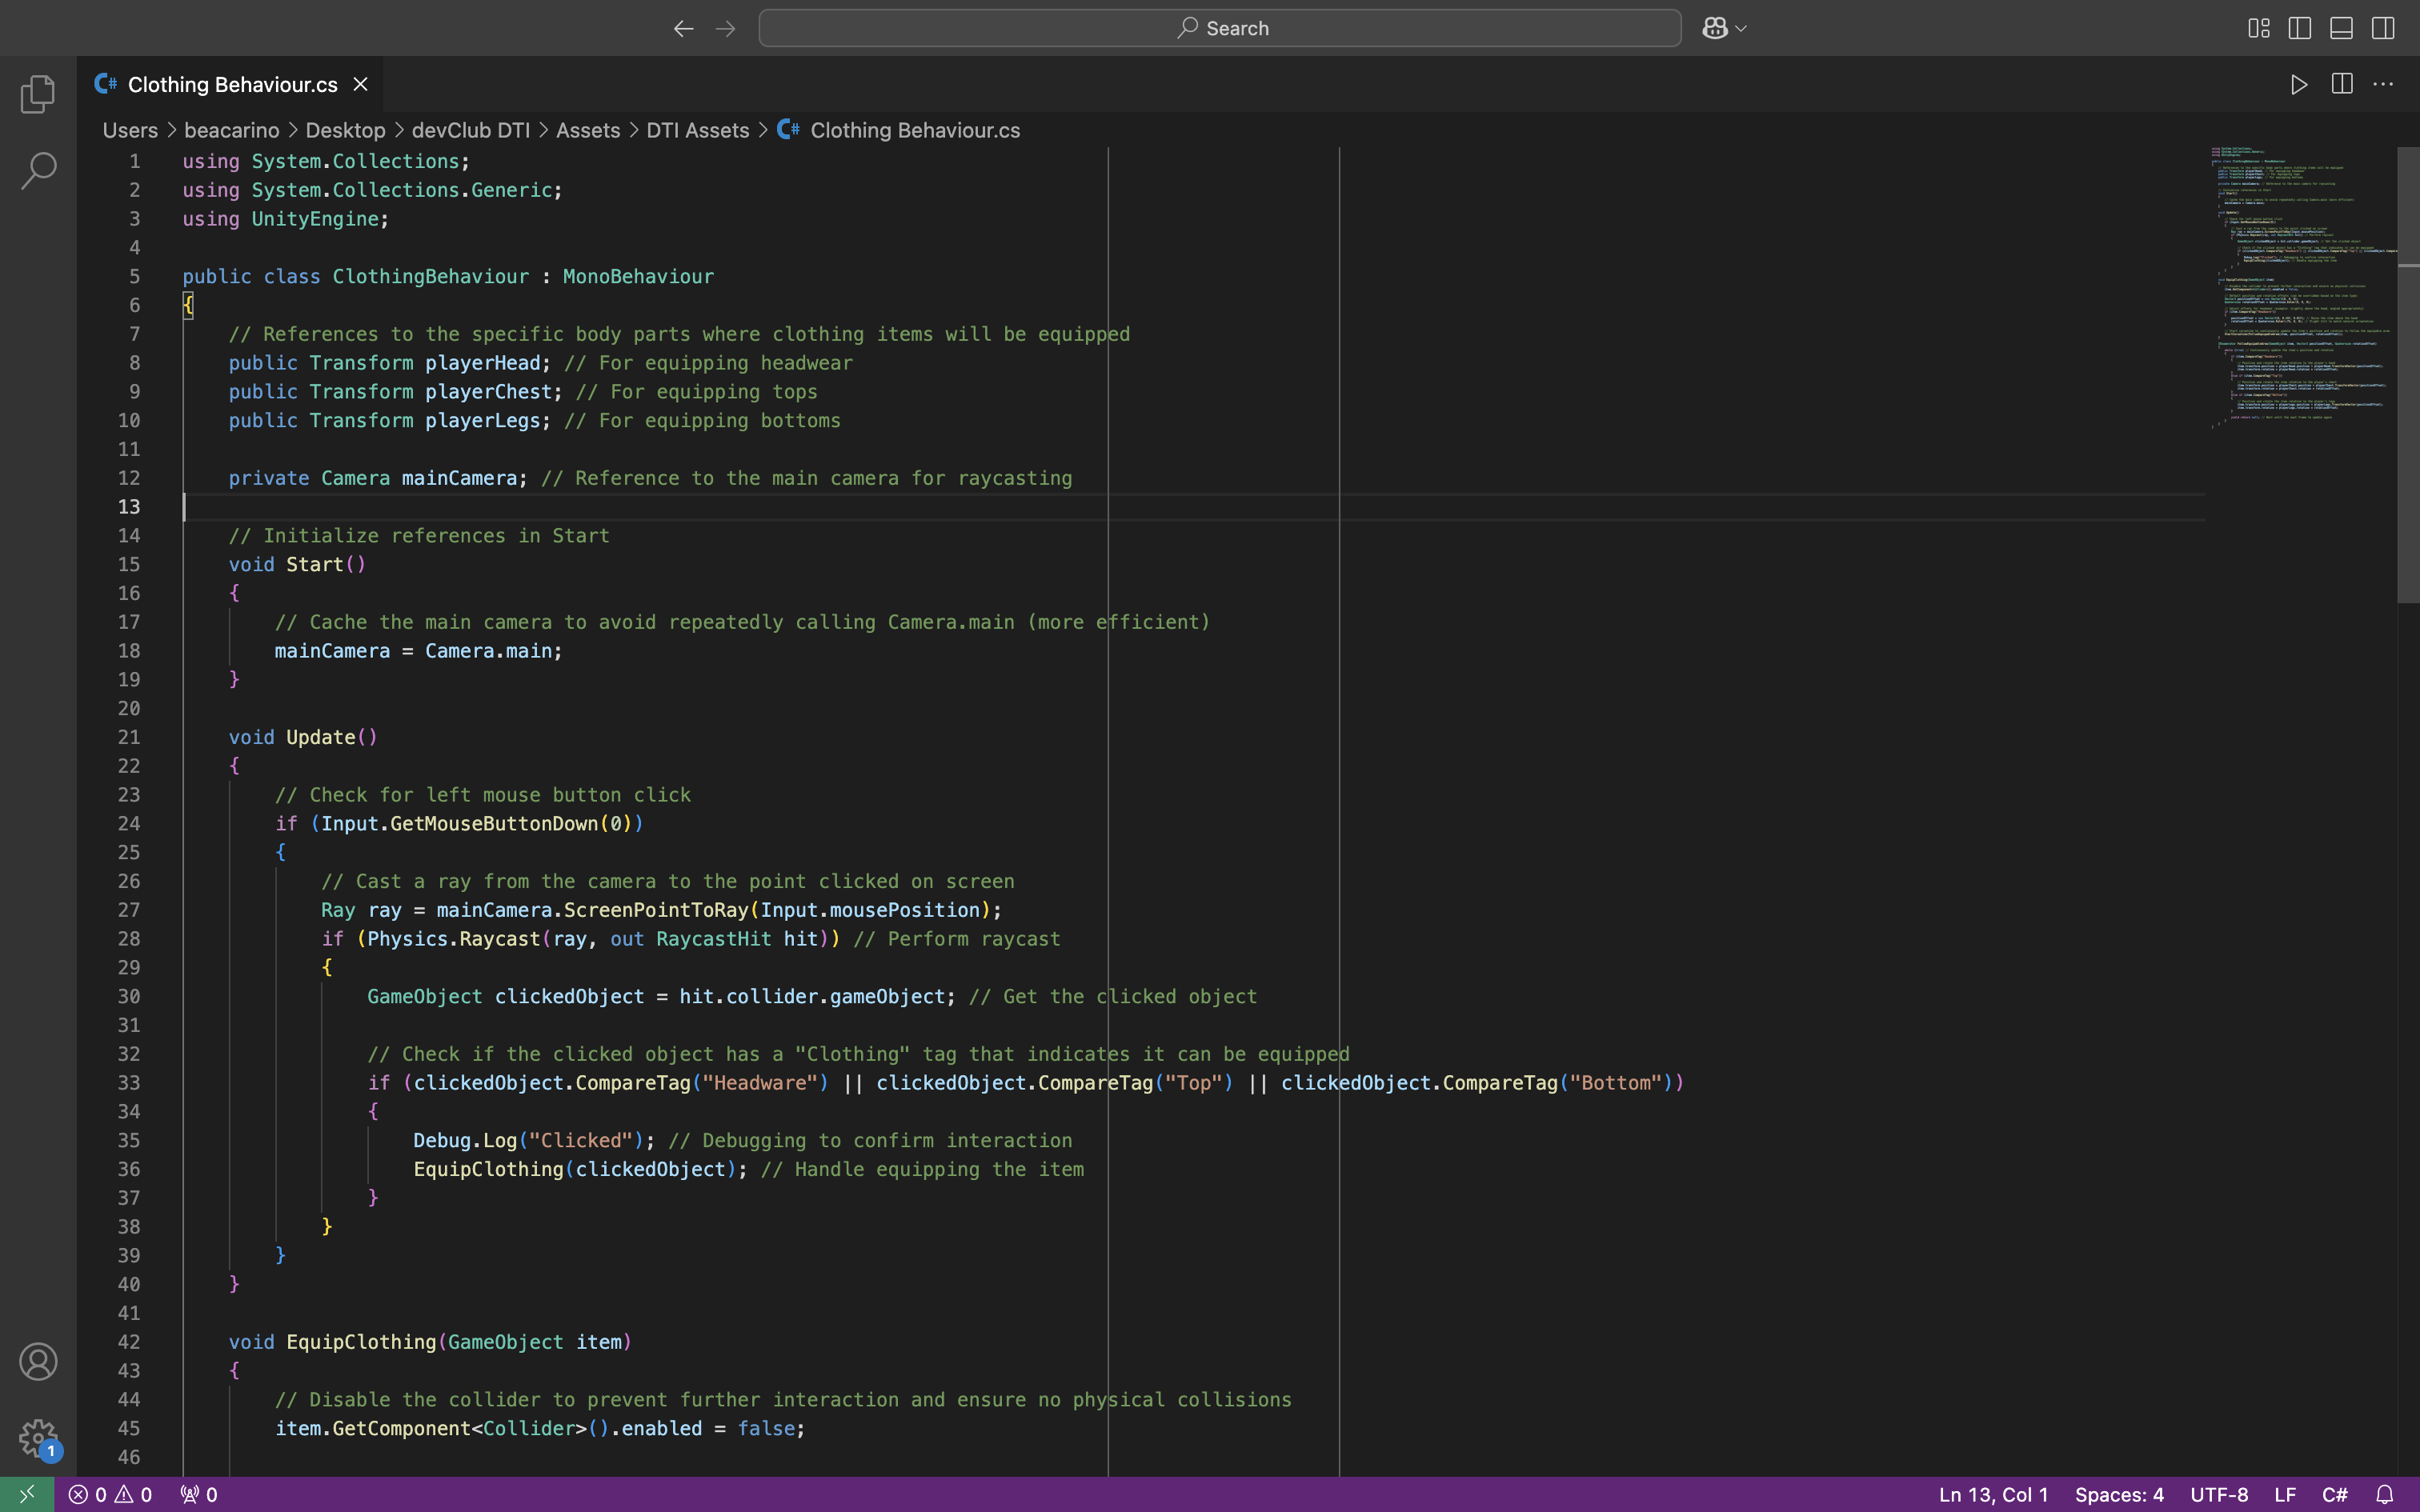 Search
Clothing Behaviour.cs
Users > beacarino > Desktop > devClub DTI > Assets > DTI Assets > Clothing Behaviour.cs
1 using System.Collections;
2 using System.Collections.Generic;
3 using UnityEngine;
4
5 public class ClothingBehaviour : MonoBehaviour
6 {
7 // References to the specific body parts where clothing items will be equipped
8 public Transform playerHead; // For equipping headwear
9 public Transform playerChest; // For equipping tops
10 public Transform playerLegs; // For equipping bottoms
11
12 private Camera mainCamera; // Reference to the main camera for raycasting
13
14 // Initialize references in Start
15 void Start()
16 {
17 // Cache the main camera to avoid repeatedly calling Camera.main (more efficient)
18 mainCamera = Camera.main;
19 }
20
21 void Update()
22 {
23 // Check for left mouse button click
24 if (Input.GetMouseButtonDown(0))
25 {
26 // Cast a ray from the camera to the point clicked on screen
27 Ray ray = mainCamera.ScreenPointToRay(Input.mousePosition);
28 if (Physics.Raycast(ray, out RaycastHit hit)) // Perform raycast
29 {
30 GameObject clickedObject = hit.collider.gameObject; // Get the clicked object
31
32 // Check if the clicked object has a "Clothing" tag that indicates it can be equipped
33 if (clickedObject.CompareTag("Headware") || clickedObject.CompareTag("Top") || clickedObject.CompareTag("Bottom"))
34 {
35 Debug.Log("Clicked"); // Debugging to confirm interaction
36 EquipClothing(clickedObject); // Handle equipping the item
37 }
38 }
39 }
40 }
41
42 void EquipClothing(GameObject item)
43 {
44 // Disable the collider to prevent further interaction and ensure no physical collisions
45 item.GetComponent<Collider>().enabled = false;
46
1
0 0 0 Ln 13, Col 1 Spaces: 4 UTF-8 LF C#